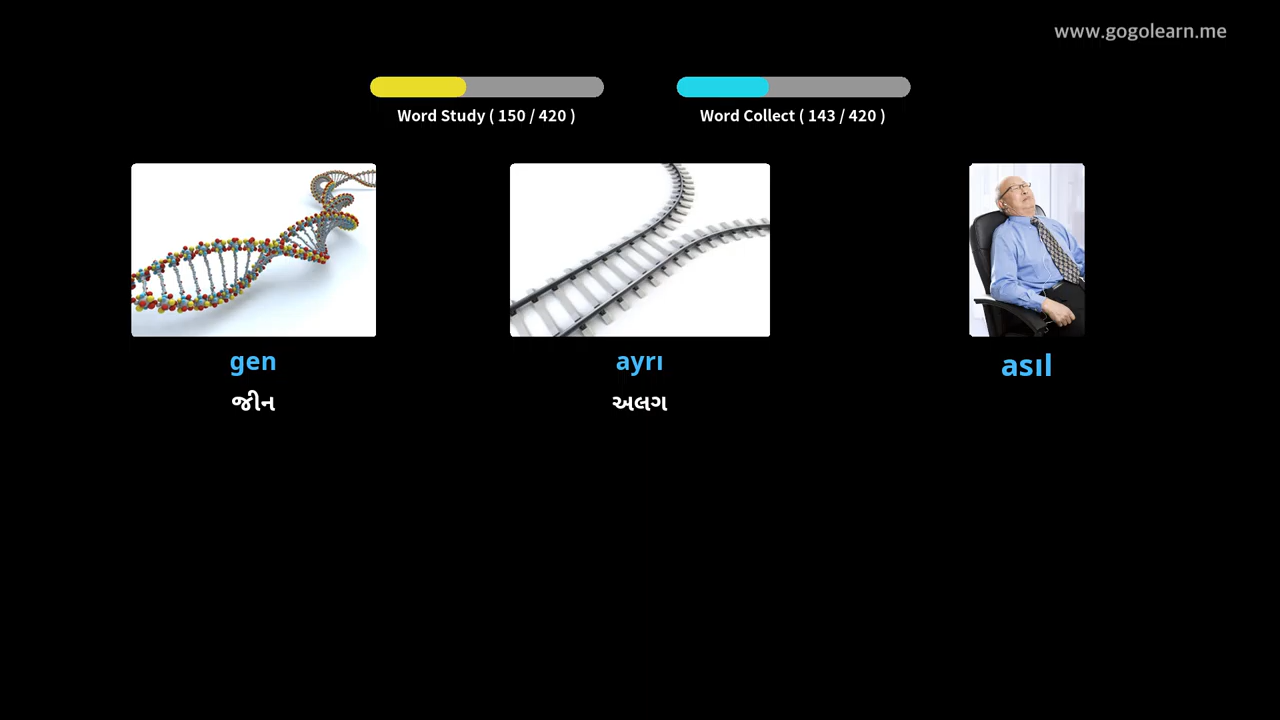 www.gogolearn.me
Word Study ( 150 / 420 )
Word Collect ( 143 / 420 )
gen
જીન
ayrı
અલગ
asıl